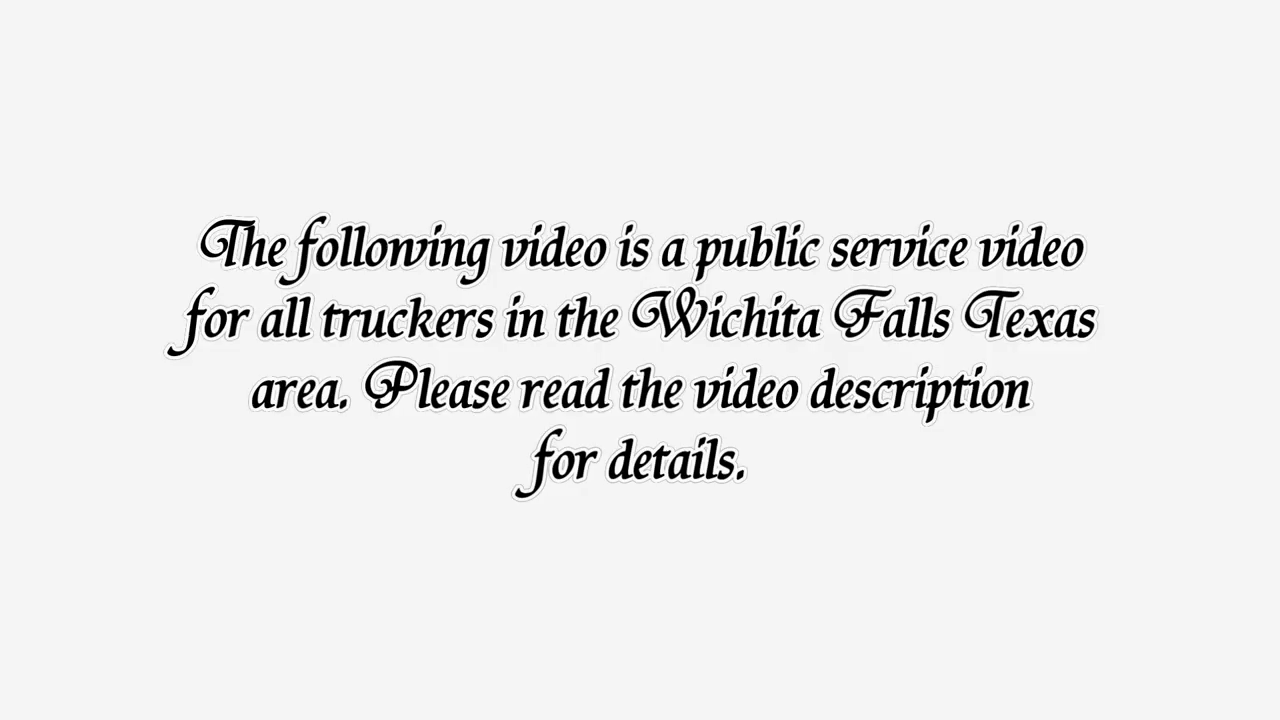 The following video is a public service video
for all truckers in the Wichita Falls Texas
area. Please read the video description
for details.